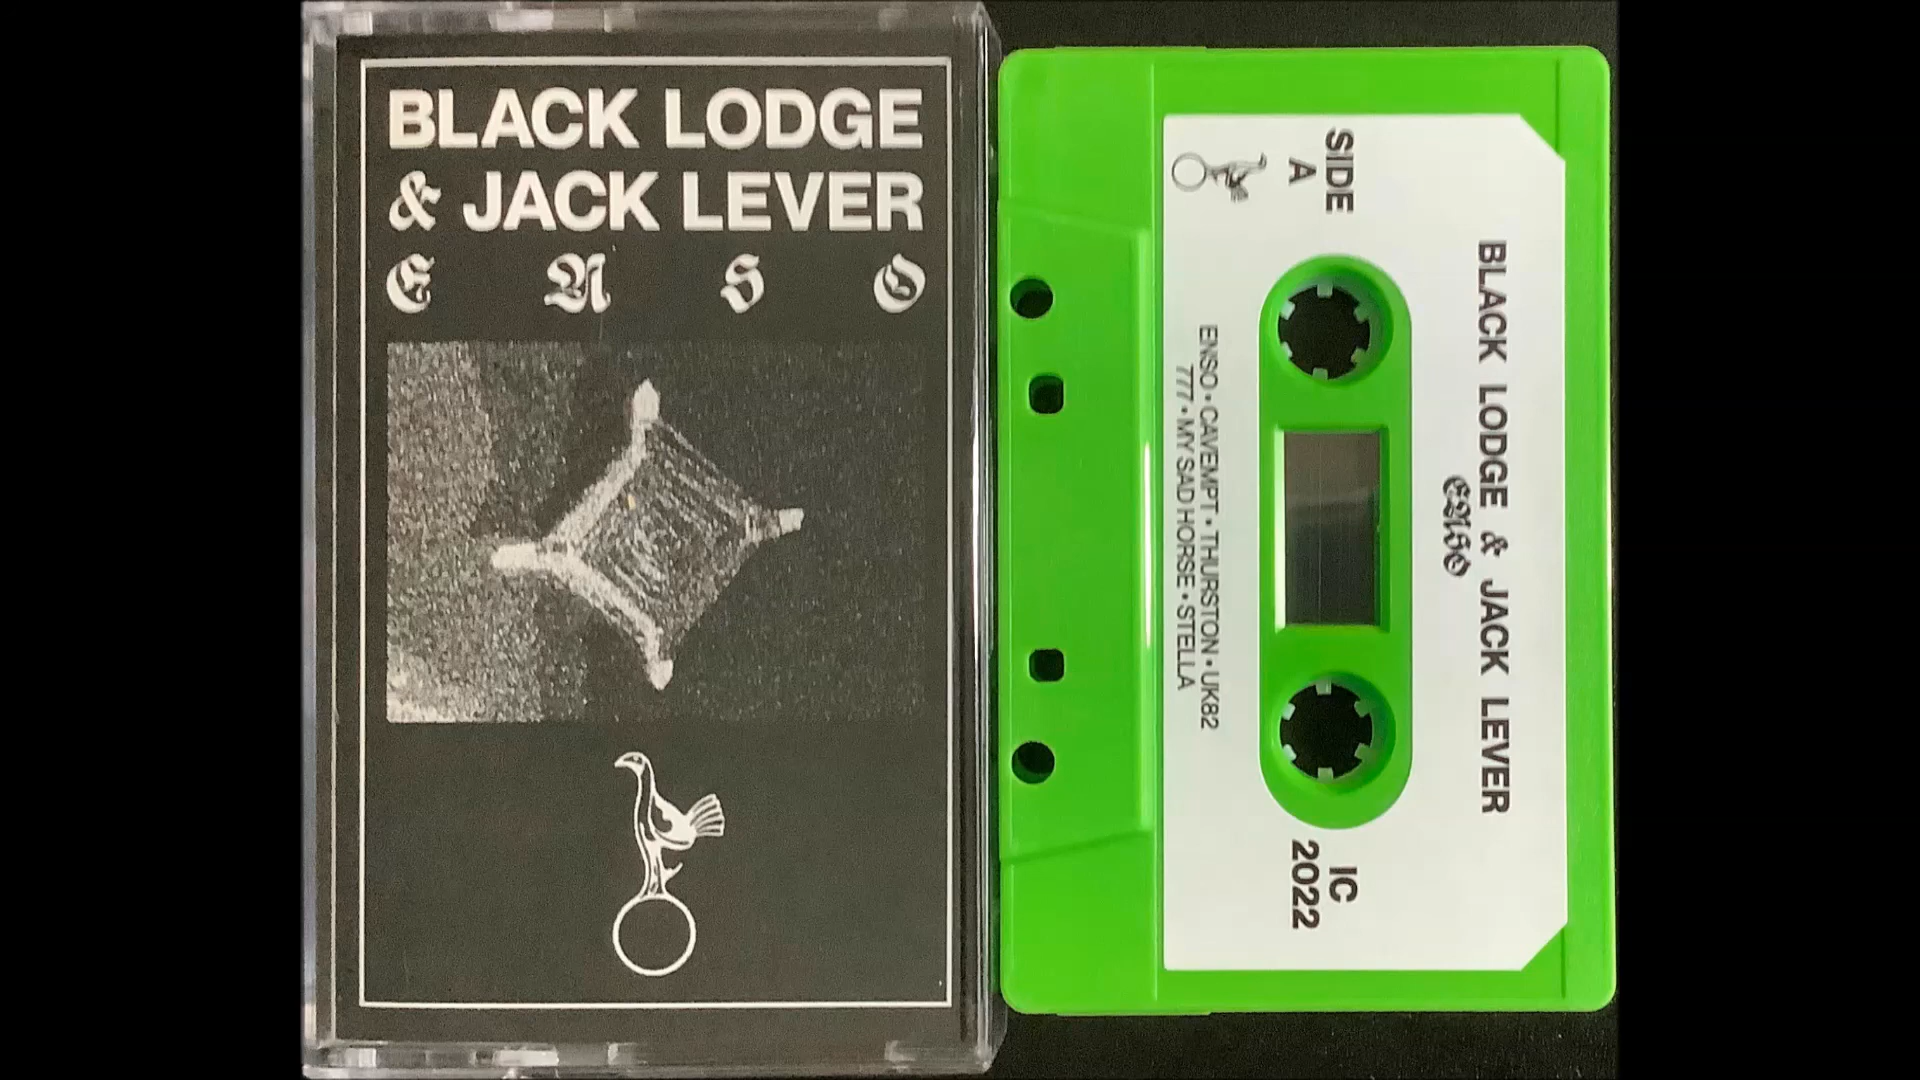 BLACK LODGE
& JACK LEVER
ENSO
BLACK LODGE & JACK LEVER
ENSO
SIDE
A
IC
2022
ENSO • CAVEMPT • THURSTON • UK82
777 • MY SAD HORSE • STELLA